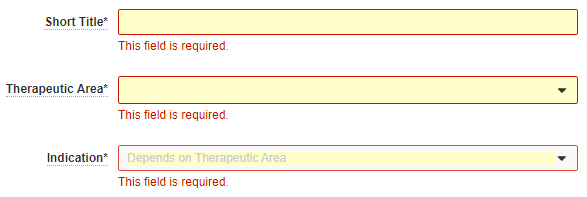 Short Title*
This field is required.
Therapeutic Area*
This field is required.
Indication*
Depends on Therapeutic Area
This field is required.